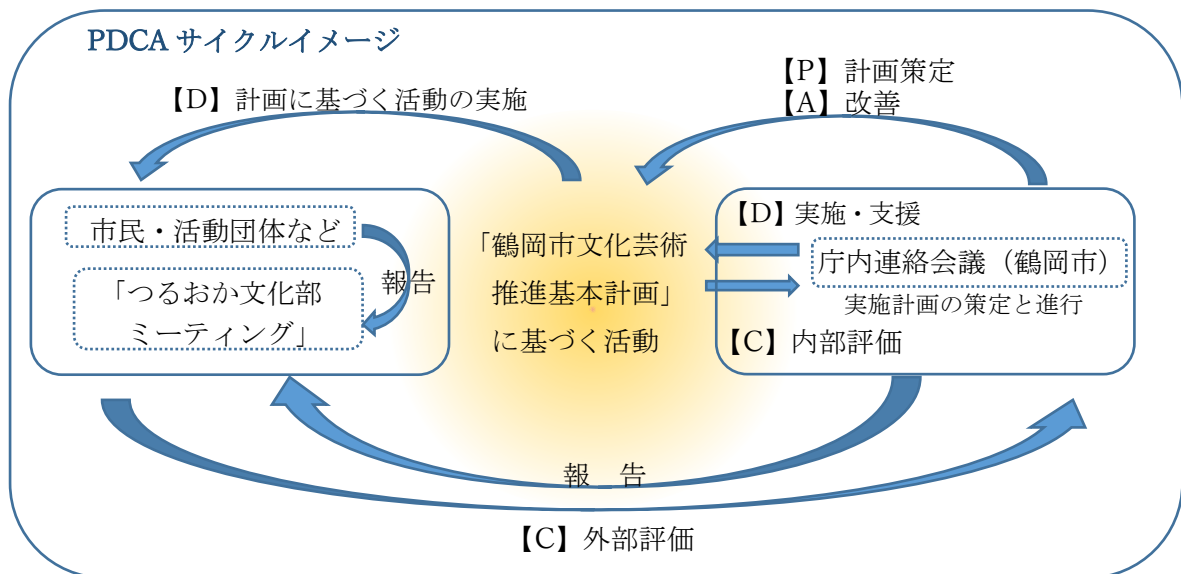 PDCA サイクルイメージ
【D】計画に基づく活動の実施
【P】計画策定
【A】改善
市民・活動団体など
報告
「つるおか文化部
ミーティング」
「鶴岡市文化芸術
推進基本計画」
に基づく活動
【D】実施・支援
庁内連絡会議（鶴岡市）
実施計画の策定と進行
【C】内部評価
報　告
【C】外部評価